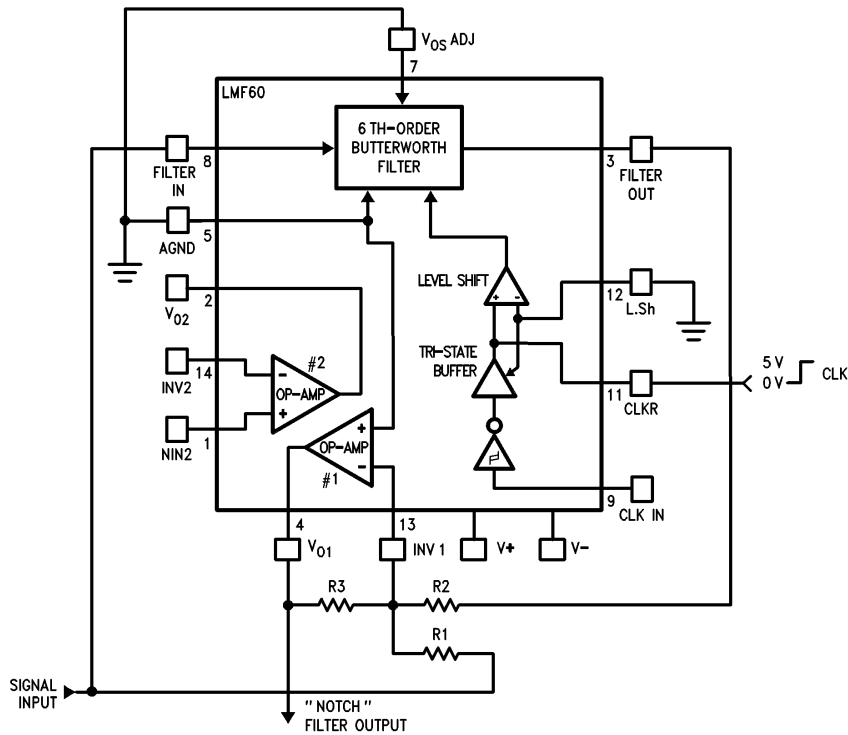 VOS ADJ
7
LMF60
6 TH-ORDER
BUTTERWORTH
FILTER
8
FILTER
IN
3
FILTER
OUT
5
AGND
LEVEL SHIFT
+ -
12
L.Sh
2
VO2
#2
TRI-STATE
BUFFER
5 V
0 V
CLK
14
INV2
-
OP-AMP
+
11
CLKR
1
NIN2
+
OP-AMP
-
#1
9
CLK IN
4
13
VO1
INV 1
V+
V-
R3
R2
R1
SIGNAL
INPUT
"NOTCH"
FILTER OUTPUT